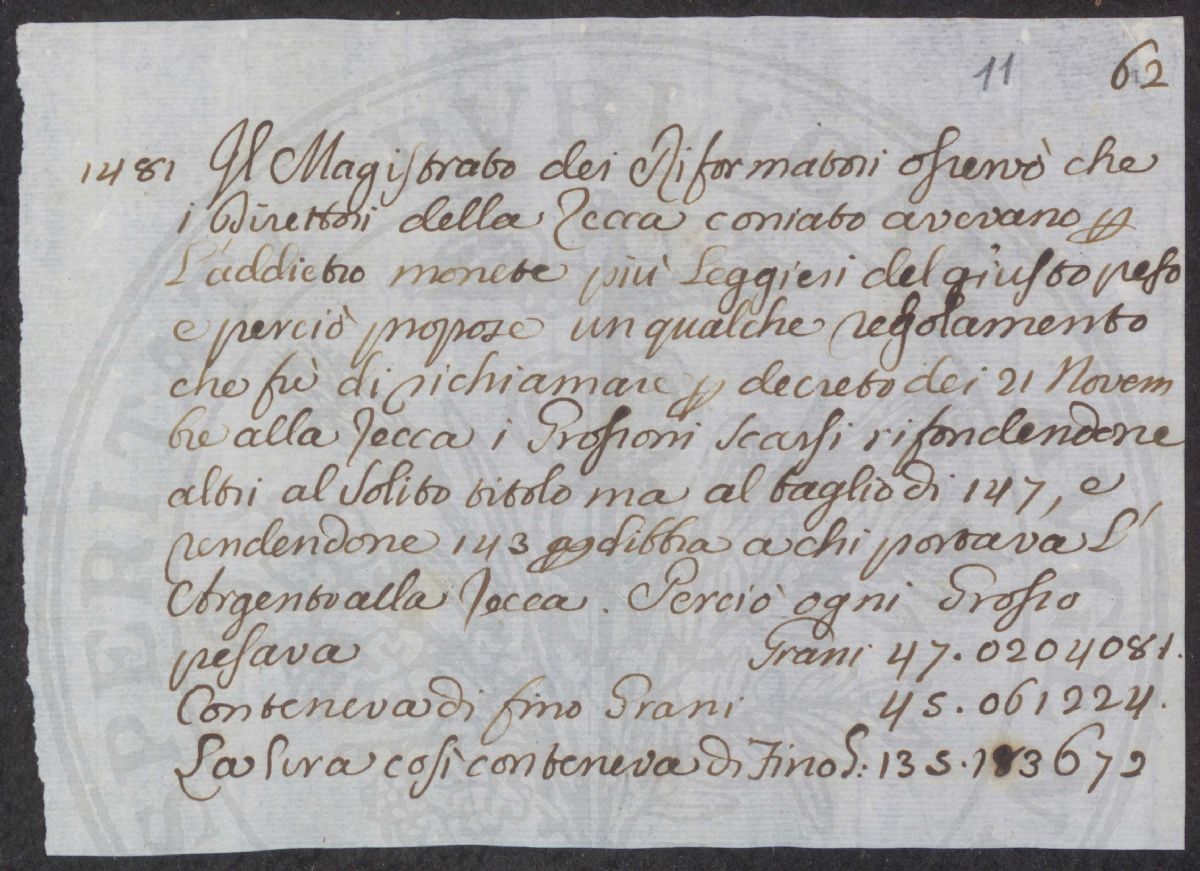 11 62
1481 Il Magistrato dei Riformatori osservò che
i Direttori della Zecca coniato avevano p
L'addietro monete più Leggieri del giusto peso
e perciò propose un qualche regolamento
che fù di richiamare p decreto dei 21 Novem
bre alla Zecca i Grossoni scarsi rifondendone
altri al solito titolo ma al taglio di 147, e
rendendone 143 p libbra a chi portava L'
Argento alla Zecca. Perciò ogni Grosso
pesava Grani 47.0204081.
Conteneva di fino Grani 45.061224.
La Lira così conteneva di Fino G: 135.183672